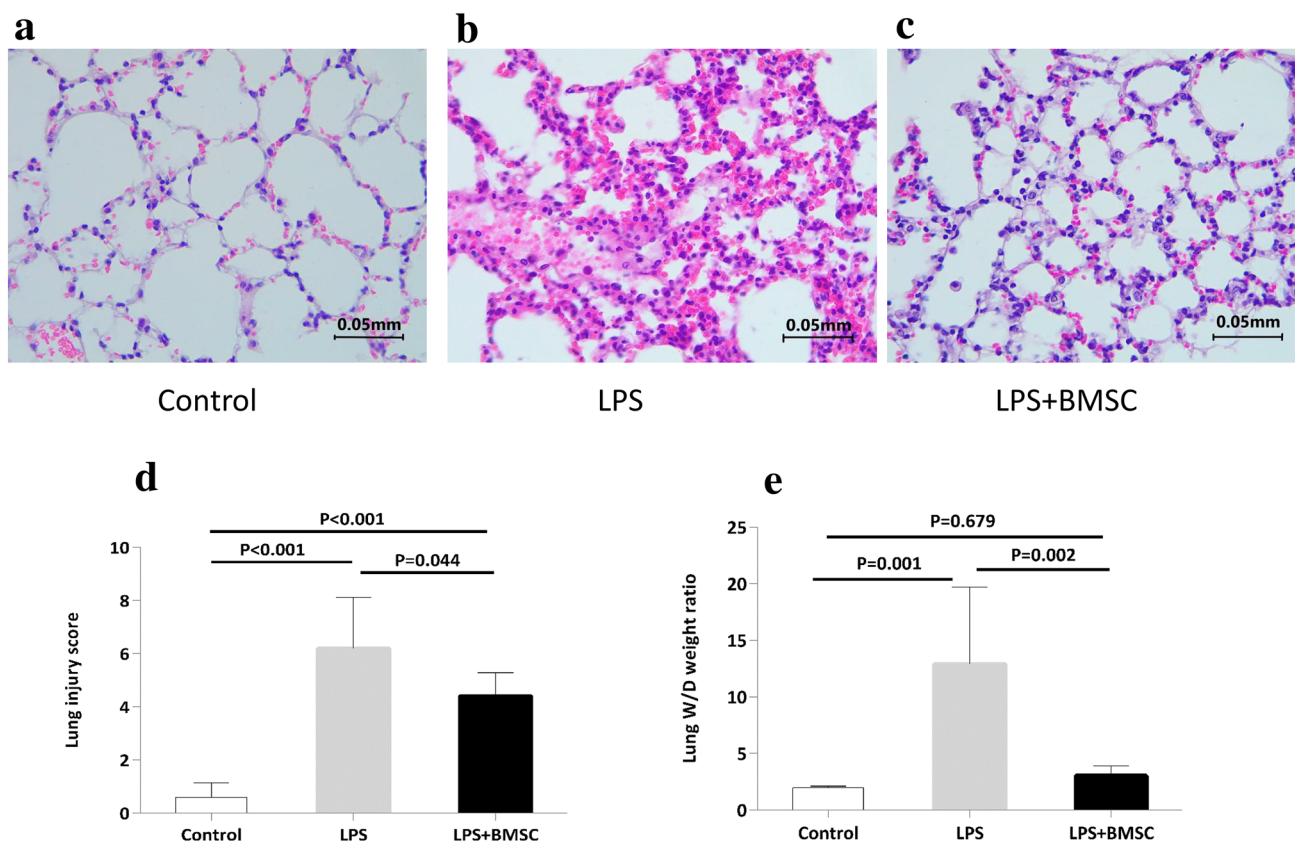 a
b
c
0.05mm
0.05mm
0.05mm
Control
LPS
LPS+BMSC
d
P<0.001
P<0.001
P=0.044
Lung injury score
10
8
6
4
2
0
Control
LPS
LPS+BMSC
e
P=0.679
P=0.001
P=0.002
Lung W/D weight ratio
25
20
15
10
5
0
Control
LPS
LPS+BMSC